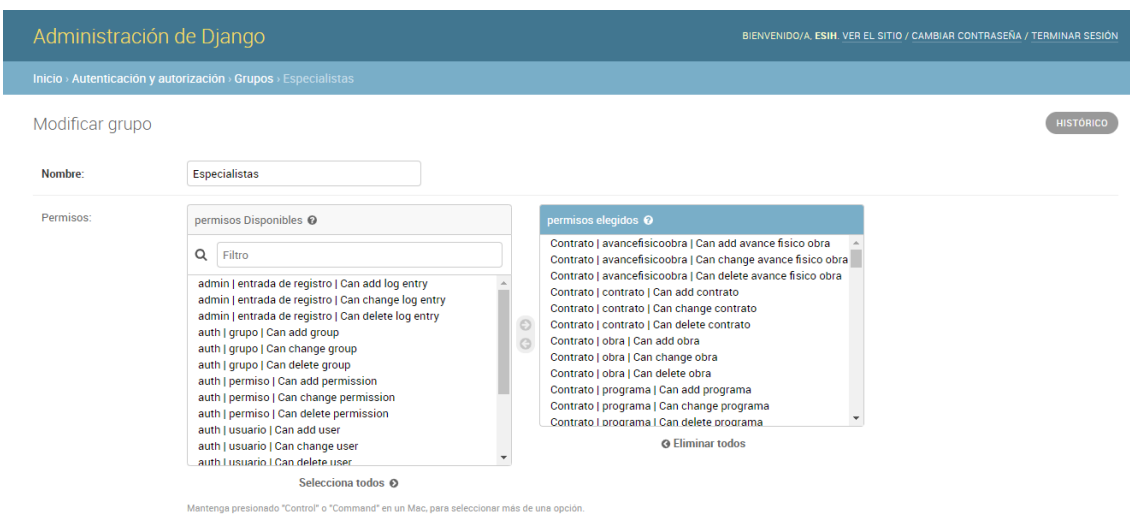 Administración de Django
BIENVENIDO/A, ESIH. VER EL SITIO / CAMBIAR CONTRASEÑA / TERMINAR SESIÓN
Inicio › Autenticación y autorización › Grupos › Especialistas
Modificar grupo
HISTÓRICO
Nombre:
Especialistas
Permisos:
permisos Disponibles
Filtro
admin | entrada de registro | Can add log entry
admin | entrada de registro | Can change log entry
admin | entrada de registro | Can delete log entry
auth | grupo | Can add group
auth | grupo | Can change group
auth | grupo | Can delete group
auth | permiso | Can add permission
auth | permiso | Can change permission
auth | permiso | Can delete permission
auth | usuario | Can add user
auth | usuario | Can change user
auth | usuario | Can delete user
Selecciona todos
permisos elegidos
Contrato | avancefisicoobra | Can add avance fisico obra
Contrato | avancefisicoobra | Can change avance fisico obra
Contrato | avancefisicoobra | Can delete avance fisico obra
Contrato | contrato | Can add contrato
Contrato | contrato | Can change contrato
Contrato | contrato | Can delete contrato
Contrato | obra | Can add obra
Contrato | obra | Can change obra
Contrato | obra | Can delete obra
Contrato | programa | Can add programa
Contrato | programa | Can change programa
Contrato | programa | Can delete programa
Eliminar todos
Mantenga presionado "Control" o "Command" en un Mac, para seleccionar más de una opción.